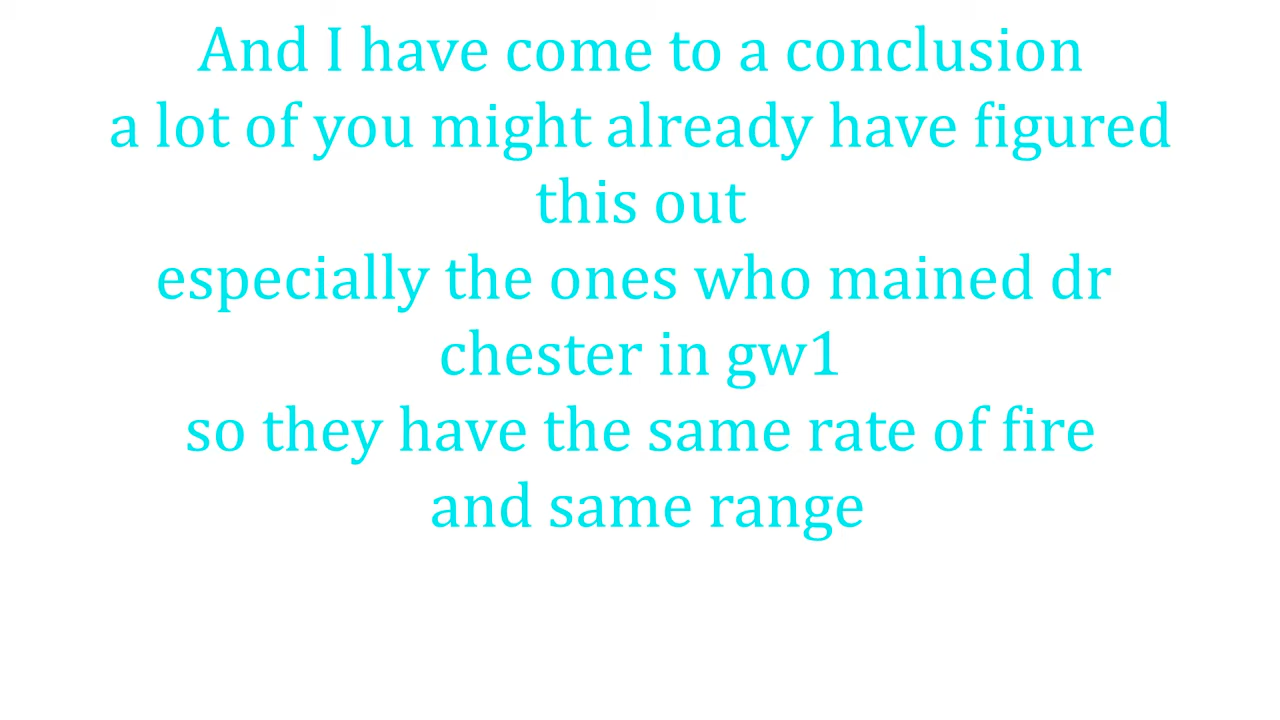 And I have come to a conclusion
a lot of you might already have figured
this out
especially the ones who mained dr
chester in gw1
so they have the same rate of fire
and same range